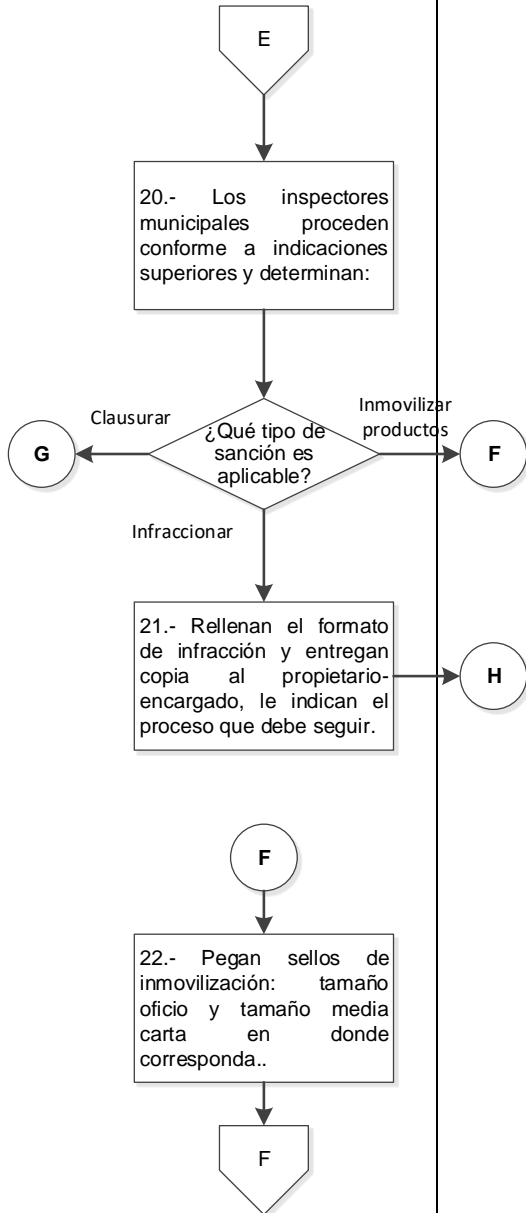 E
20.- Los inspectores
municipales proceden
conforme a indicaciones
superiores y determinan:
Clausurar
¿Qué tipo de
sanción es
aplicable?
Inmovilizar
productos
G
F
Infraccionar
21.- Rellenan el formato
de infracción y entregan
copia al propietario-
encargado, le indican el
proceso que debe seguir.
H
F
22.- Pegan sellos de
inmovilización: tamaño
oficio y tamaño media
carta en donde
corresponda..
F